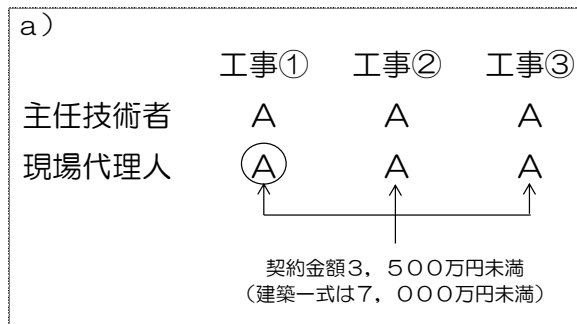 a）
工事① 工事② 工事③
主任技術者 A A A
現場代理人 A A A
契約金額３，５００万円未満
（建築一式は７，０００万円未満）